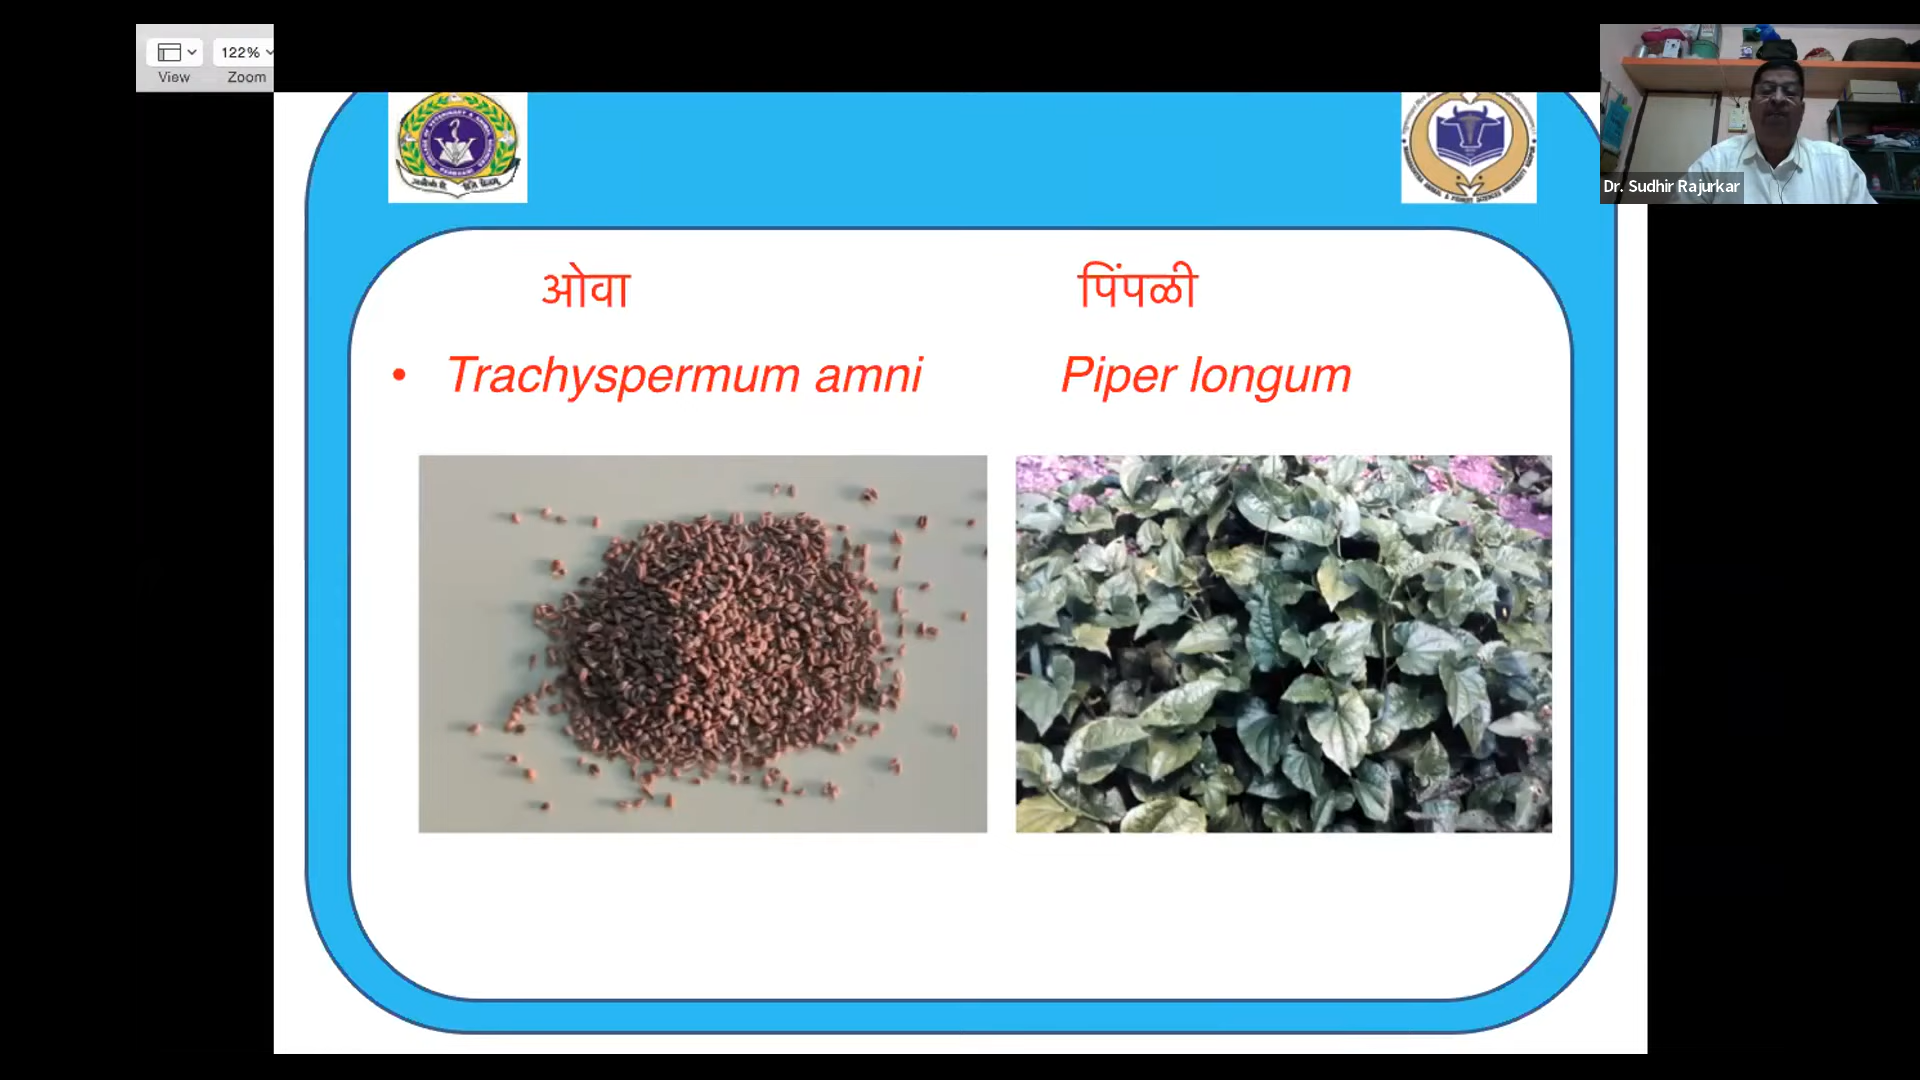 122%
View Zoom
Dr. Sudhir Rajurkar
ओवा पिंपळी
• Trachyspermum amni Piper longum